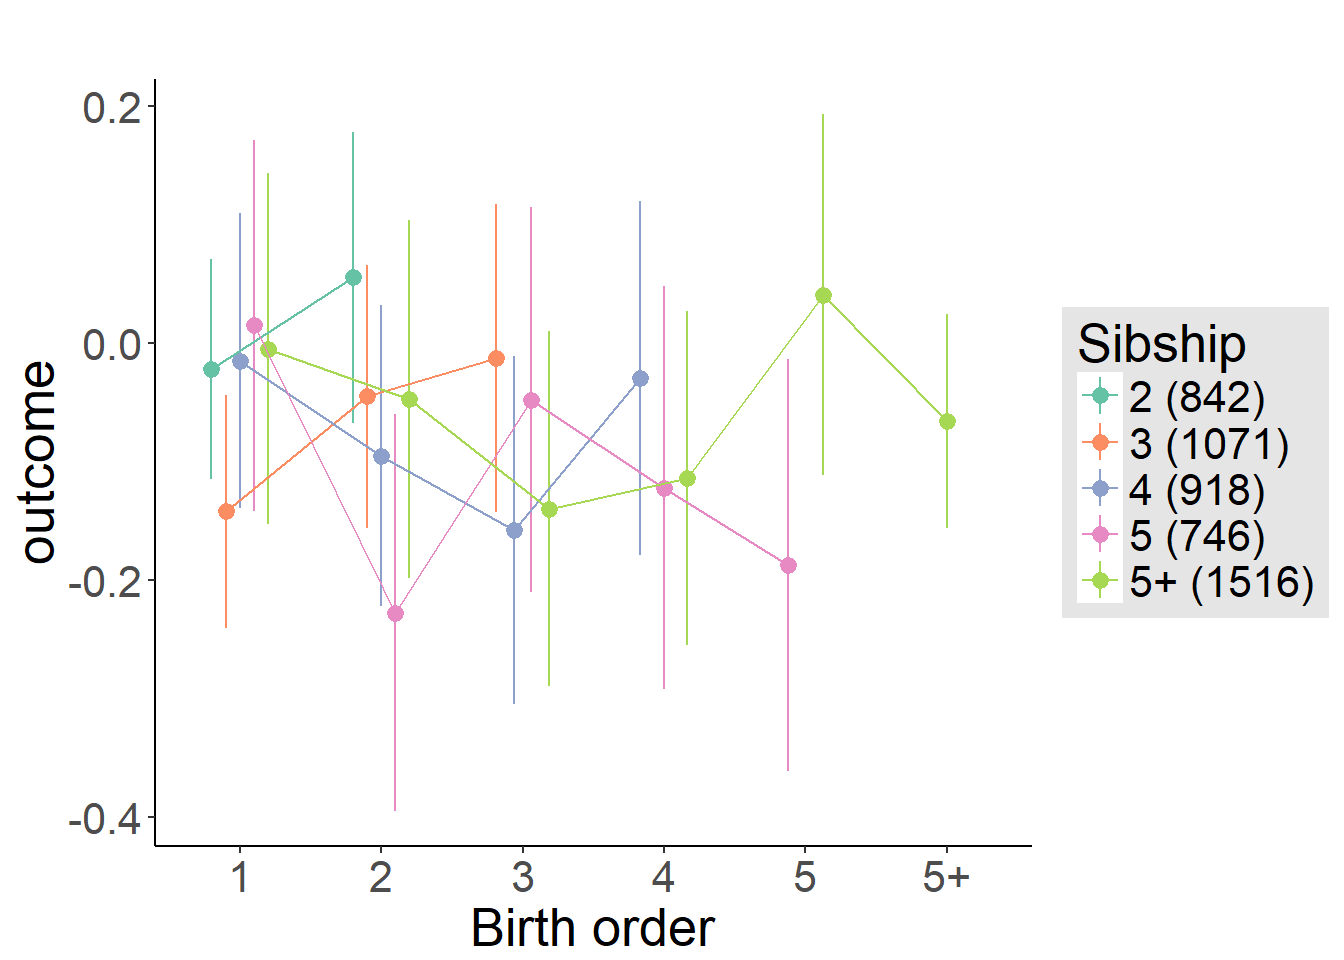 0.2
0.0
-0.2
-0.4
outcome
1 2 3 4 5 5+
Birth order
Sibship
2 (842)
3 (1071)
4 (918)
5 (746)
5+ (1516)